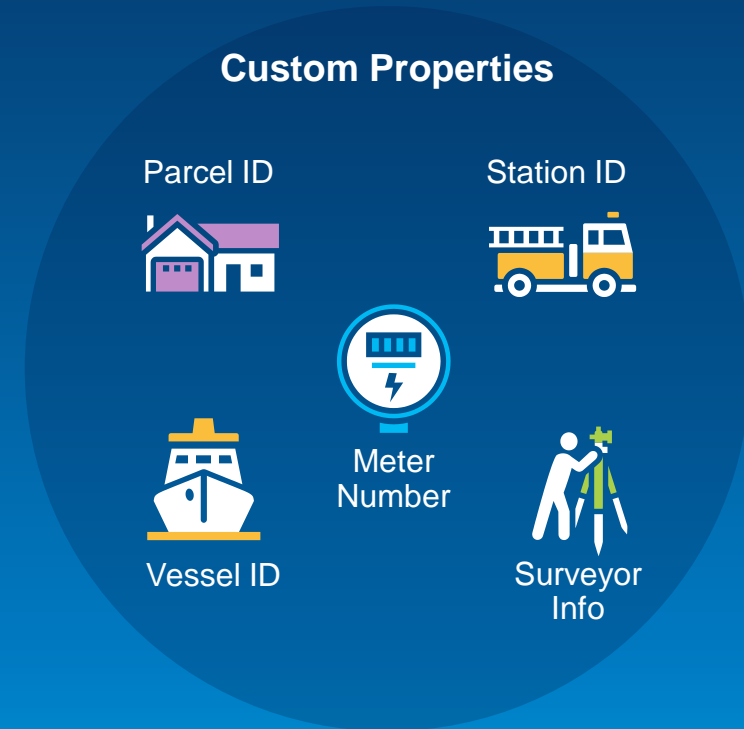 Custom Properties
Parcel ID
Station ID
Meter
Number
Vessel ID
Surveyor
Info